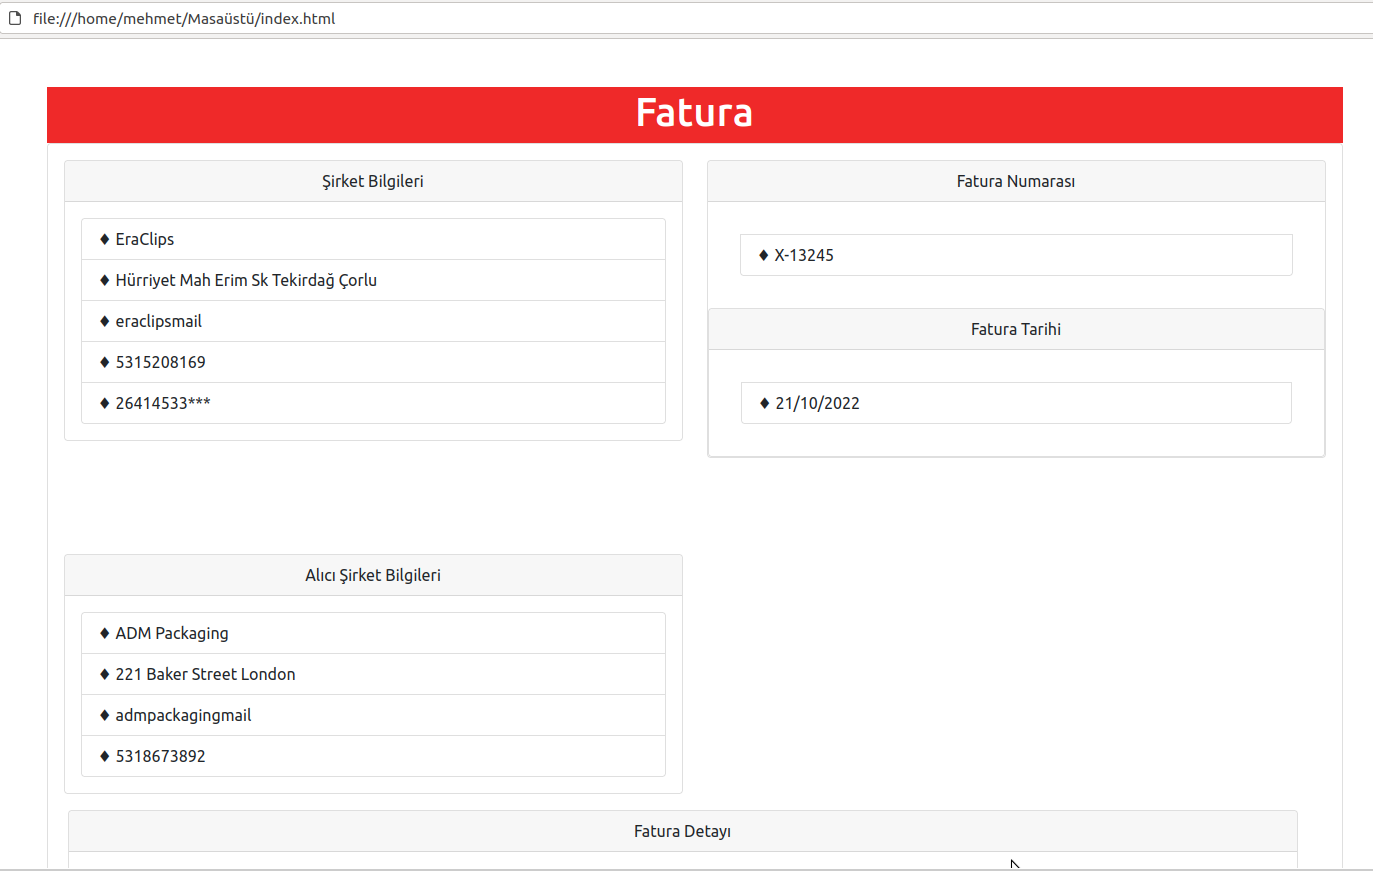 file:///home/mehmet/Masaüstü/index.html
Fatura
Şirket Bilgileri
♦ EraClips
♦ Hürriyet Mah Erim Sk Tekirdağ Çorlu
♦ eraclipsmail
♦ 5315208169
♦ 26414533***
Fatura Numarası
♦ X-13245
Fatura Tarihi
♦ 21/10/2022
Alıcı Şirket Bilgileri
♦ ADM Packaging
♦ 221 Baker Street London
♦ admpackagingmail
♦ 5318673892
Fatura Detayı